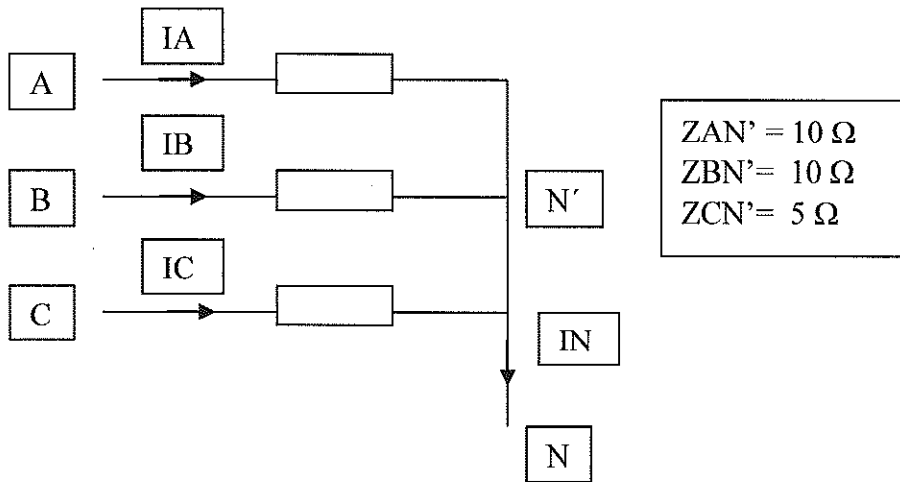 IA
A
IB
B
N´
IC
C
IN
N
ZAN’ = 10 Ω
ZBN’= 10 Ω
ZCN’= 5 Ω